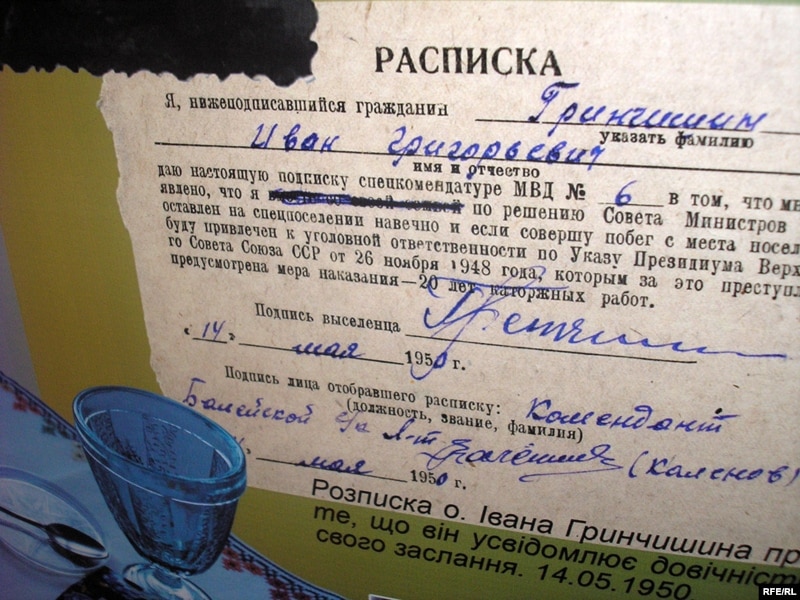 РАСПИСКА
Я, нижеподписавшийся гражданин Гринчишин
указать фамилию
Иван Григорьевич
имя и отчество
даю настоящую подписку спецкомендатуре МВД № 6 в том, что мн
явлено, что я по решению Совета Министров
оставлен на спецпоселении навечно и если совершу побег с места посел
буду привлечен к уголовной ответственности по Указу Президиума Верх
го Совета Союза ССР от 26 ноября 1948 года, которым за это преступл
предусмотрена мера наказания—20 лет каторжных работ.
Подпись выселенца
„14" мая 1950 г.
Подпись лица отобравшего расписку: Комендант
(должность, звание, фамилия)
Балейской с/к Л-т (Каленов)
мая 1950 г.
Розписка о. Івана Гринчишина пр
те, що він усвідомлює довічніст
свого заслання. 14.05.1950.
RFE/RL